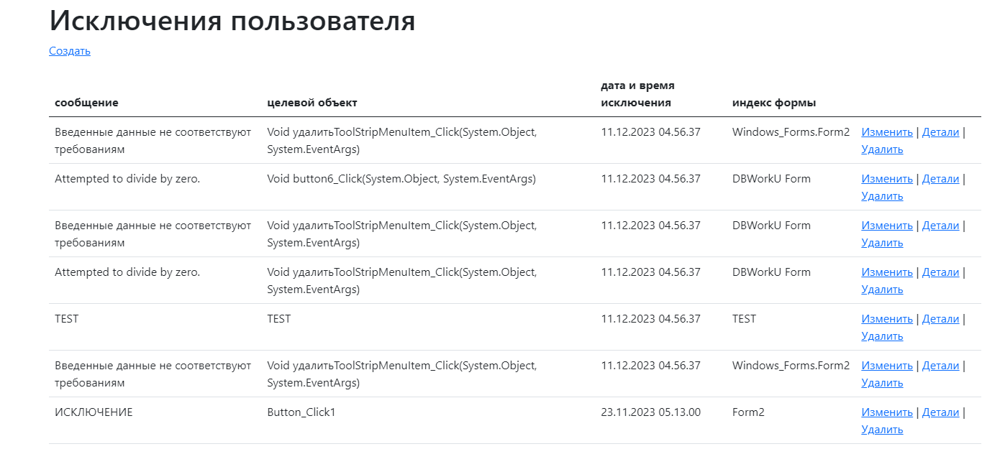 Исключения пользователя
Создать
дата и время
сообщение целевой объект исключения индекс формы
Введенные данные не соответствуют Void удалитьToolStripMenuItem_Click(System.Object, 11.12.2023 04.56.37 Windows_Forms.Form2 Изменить | Детали |
требованиям System.EventArgs) Удалить
Attempted to divide by zero. Void button6_Click(System.Object, System.EventArgs) 11.12.2023 04.56.37 DBWorkU Form Изменить | Детали |
Удалить
Введенные данные не соответствуют Void удалитьToolStripMenuItem_Click(System.Object, 11.12.2023 04.56.37 DBWorkU Form Изменить | Детали |
требованиям System.EventArgs) Удалить
Attempted to divide by zero. Void удалитьToolStripMenuItem_Click(System.Object, 11.12.2023 04.56.37 DBWorkU Form Изменить | Детали |
System.EventArgs) Удалить
TEST TEST 11.12.2023 04.56.37 TEST Изменить | Детали |
Удалить
Введенные данные не соответствуют Void удалитьToolStripMenuItem_Click(System.Object, 11.12.2023 04.56.37 Windows_Forms.Form2 Изменить | Детали |
требованиям System.EventArgs) Удалить
ИСКЛЮЧЕНИЕ Button_Click1 23.11.2023 05.13.00 Form2 Изменить | Детали |
Удалить